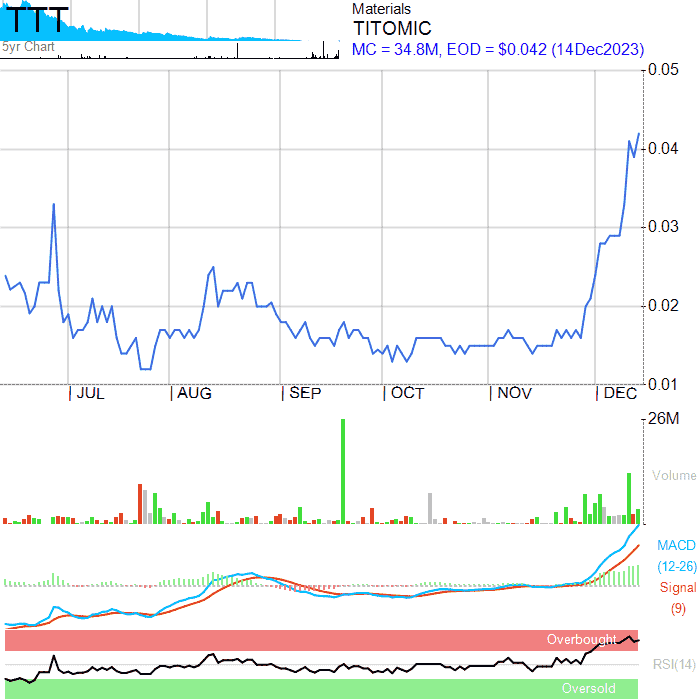 TTT
5yr Chart
Materials
TITOMIC
MC = 34.8M, EOD = $0.042 (14Dec2023)
0.05
0.04
0.03
0.02
0.01
JUL AUG SEP OCT NOV DEC
26M
Volume
MACD
(12-26)
Signal
(9)
Overbought
RSI(14)
Oversold